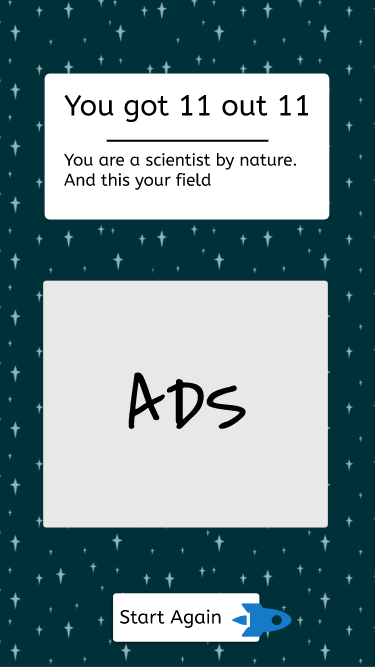 You got 11 out 11
You are a scientist by nature.
And this your field
ADS
Start Again